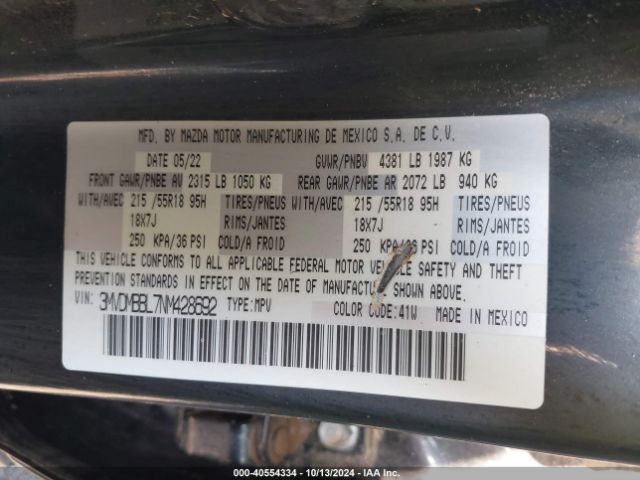 MFD. BY MAZDA MOTOR MANUFACTURING DE MEXICO S.A. DE C.V.
DATE 05/22 GVWR/PNBV 4381 LB 1987 KG
FRONT GAWR/PNBE AV 2315 LB 1050 KG REAR GAWR/PNBE AR 2072 LB 940 KG
WITH/AVEC 215 /55R18 95H TIRES/PNEUS WITH/AVEC 215 /55R18 95H TIRES/PNEUS
18X7J RIMS/JANTES 18X7J RIMS/JANTES
250 KPA/36 PSI COLD/A FROID 250 KPA/36 PSI COLD/A FROID
THIS VEHICLE CONFORMS TO ALL APPLICABLE FEDERAL MOTOR VEHICLE SAFETY AND THEFT
PREVENTION STANDARDS IN EFFECT ON THE DATE OF MANUFACTURE SHOWN ABOVE.
VIN: 3MVDMBBL7NM428692 TYPE:MPV COLOR CODE:41W MADE IN MEXICO
000-40554334 - 10/13/2024 - IAA Inc.